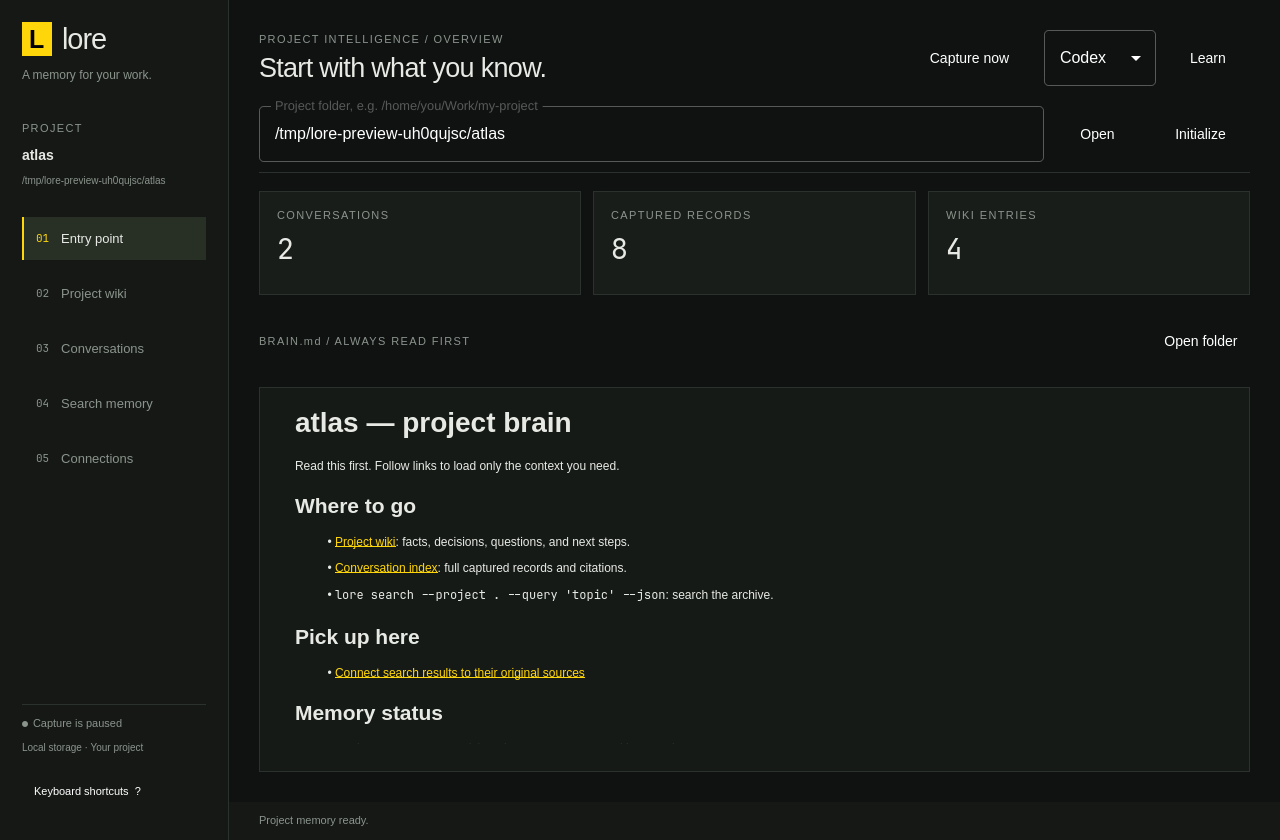 L lore
A memory for your work.
PROJECT
atlas
/tmp/lore-preview-uh0qujsc/atlas
01 Entry point
02 Project wiki
03 Conversations
04 Search memory
05 Connections
Capture is paused
Local storage · Your project
Keyboard shortcuts ?
PROJECT INTELLIGENCE / OVERVIEW
Start with what you know.
Capture now
Codex
Learn
Project folder, e.g. /home/you/Work/my-project
/tmp/lore-preview-uh0qujsc/atlas
Open
Initialize
CONVERSATIONS
2
CAPTURED RECORDS
8
WIKI ENTRIES
4
BRAIN.md / ALWAYS READ FIRST
Open folder
atlas — project brain
Read this first. Follow links to load only the context you need.
Where to go
• Project wiki: facts, decisions, questions, and next steps.
• Conversation index: full captured records and citations.
• lore search --project . --query 'topic' --json: search the archive.
Pick up here
• Connect search results to their original sources
Memory status
Project memory ready.